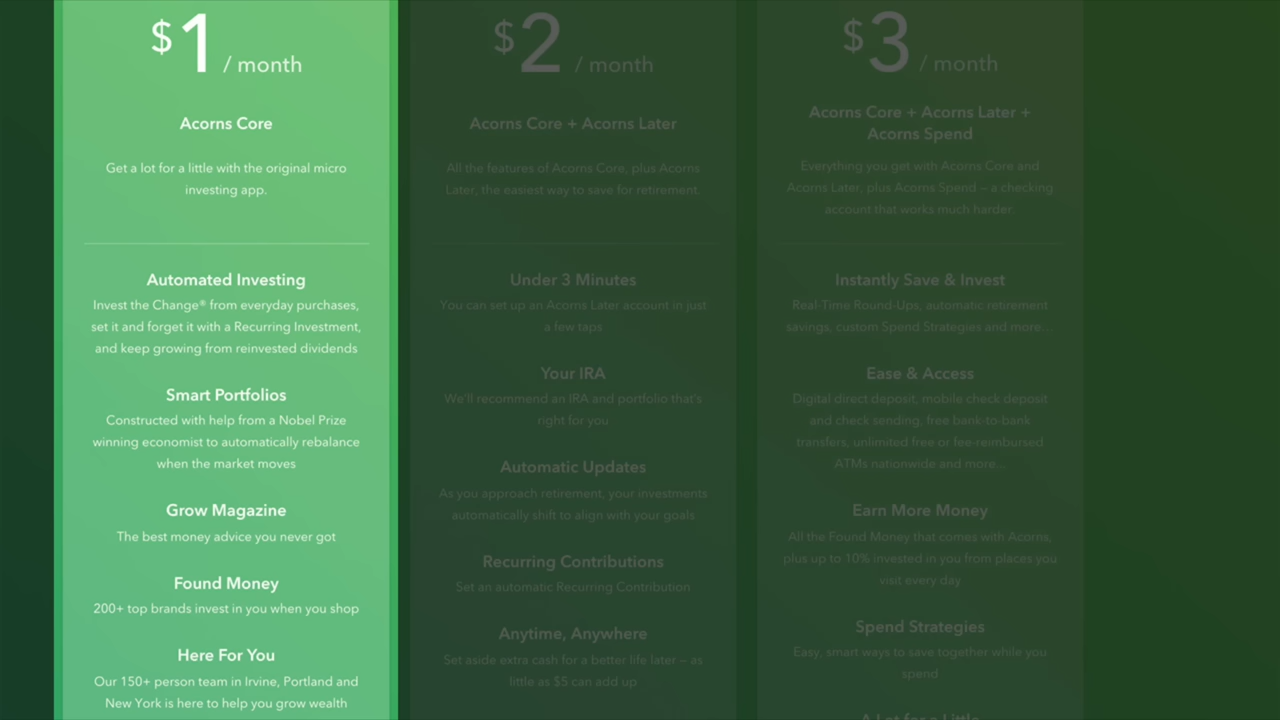 $1 / month
Acorns Core
Get a lot for a little with the original micro
investing app.
Automated Investing
Invest the Change® from everyday purchases,
set it and forget it with a Recurring Investment,
and keep growing from reinvested dividends
Smart Portfolios
Constructed with help from a Nobel Prize
winning economist to automatically rebalance
when the market moves
Grow Magazine
The best money advice you never got
Found Money
200+ top brands invest in you when you shop
Here For You
Our 150+ person team in Irvine, Portland and
New York is here to help you grow wealth
$2 / month
Acorns Core + Acorns Later
All the features of Acorns Core, plus Acorns
Later, the easiest way to save for retirement.
Under 3 Minutes
You can set up an Acorns Later account in just
a few taps
Your IRA
We'll recommend an IRA and portfolio that's
right for you
Automatic Updates
As you approach retirement, your investments
automatically shift to align with your goals
Recurring Contributions
Set an automatic Recurring Contribution
Anytime, Anywhere
Set aside extra cash for a better life later – as
little as $5 can add up
$3 / month
Acorns Core + Acorns Later +
Acorns Spend
Everything you get with Acorns Core and
Acorns Later, plus Acorns Spend – a checking
account that works much harder.
Instantly Save & Invest
Real-Time Round-Ups, automatic retirement
savings, custom Spend Strategies and more...
Ease & Access
Digital direct deposit, mobile check deposit
and check sending, free bank-to-bank
transfers, unlimited free or fee-reimbursed
ATMs nationwide and more...
Earn More Money
All the Found Money that comes with Acorns,
plus up to 10% invested in you from places you
visit every day
Spend Strategies
Easy, smart ways to save together while you
spend
A Lot for a Little